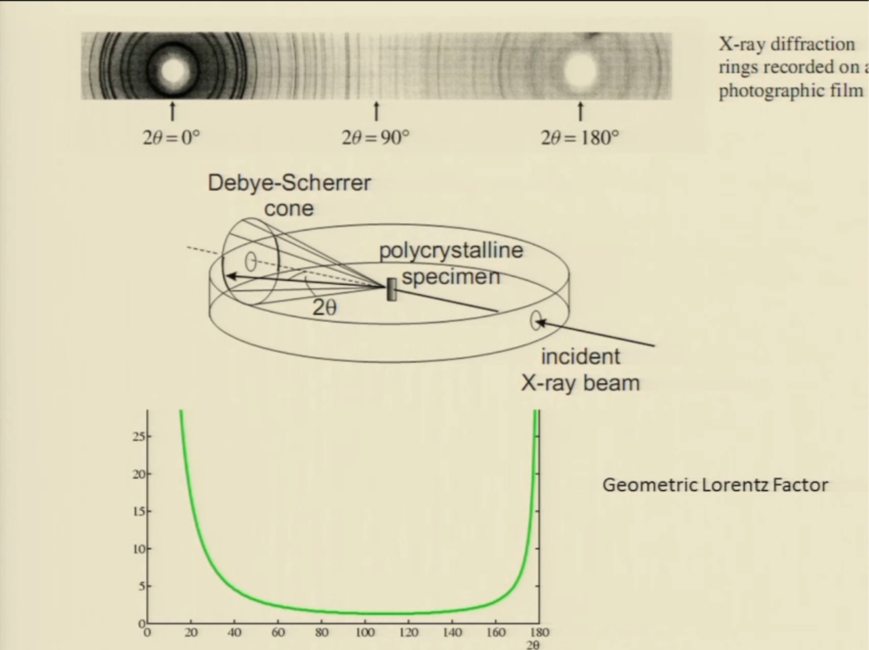 X-ray diffraction
rings recorded on a
photographic film
2θ = 0°
2θ = 90°
2θ = 180°
Debye-Scherrer
cone
polycrystalline
specimen
2θ
incident
X-ray beam
25
20
15
10
5
0
0 20 40 60 80 100 120 140 160 180
2θ
Geometric Lorentz Factor